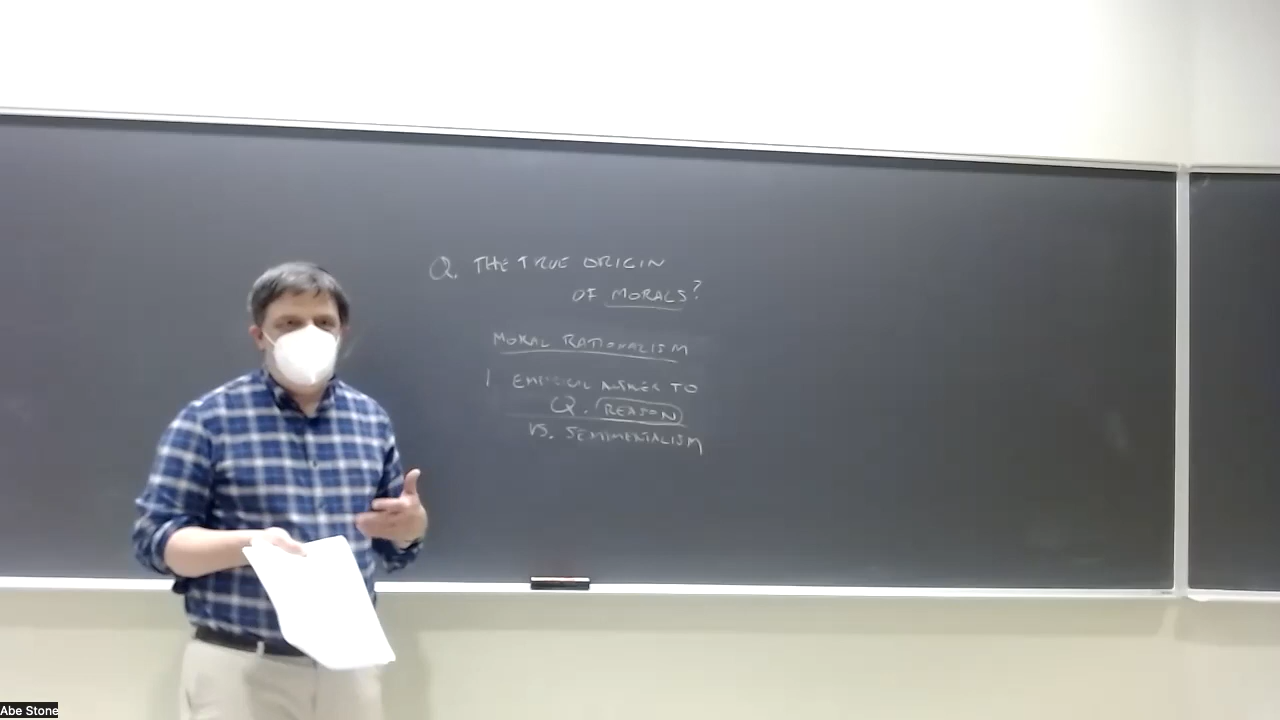 Q. THE TRUE ORIGIN
OF MORALS?
MORAL RATIONALISM
1 EMPIRICAL ANSWER TO
Q. REASON
VS. SENTIMENTALISM
Abe Stone